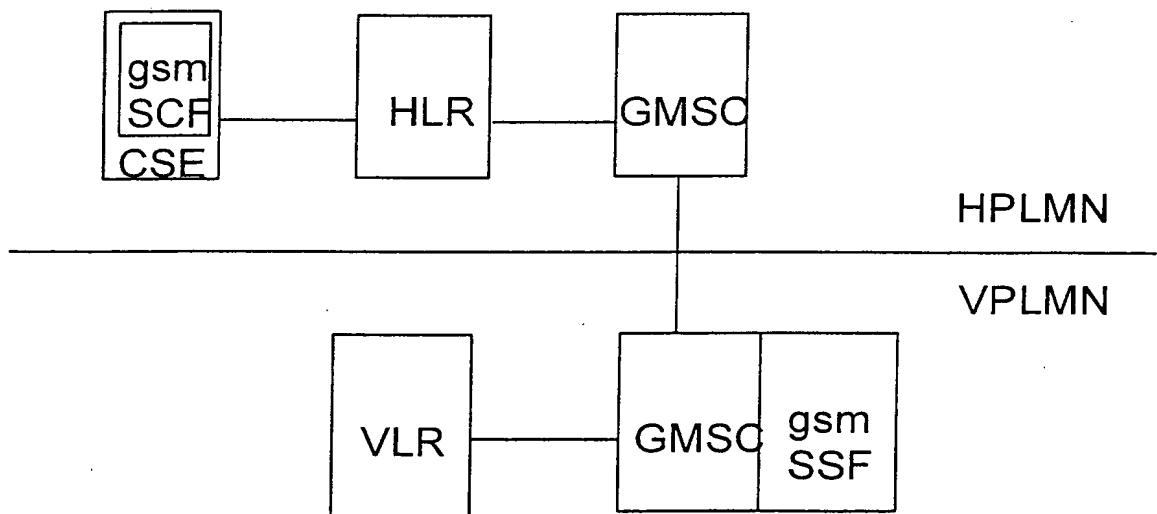 gsm
SCF
CSE
HLR
GMSC
HPLMN
VPLMN
VLR
GMSC
gsm
SSF